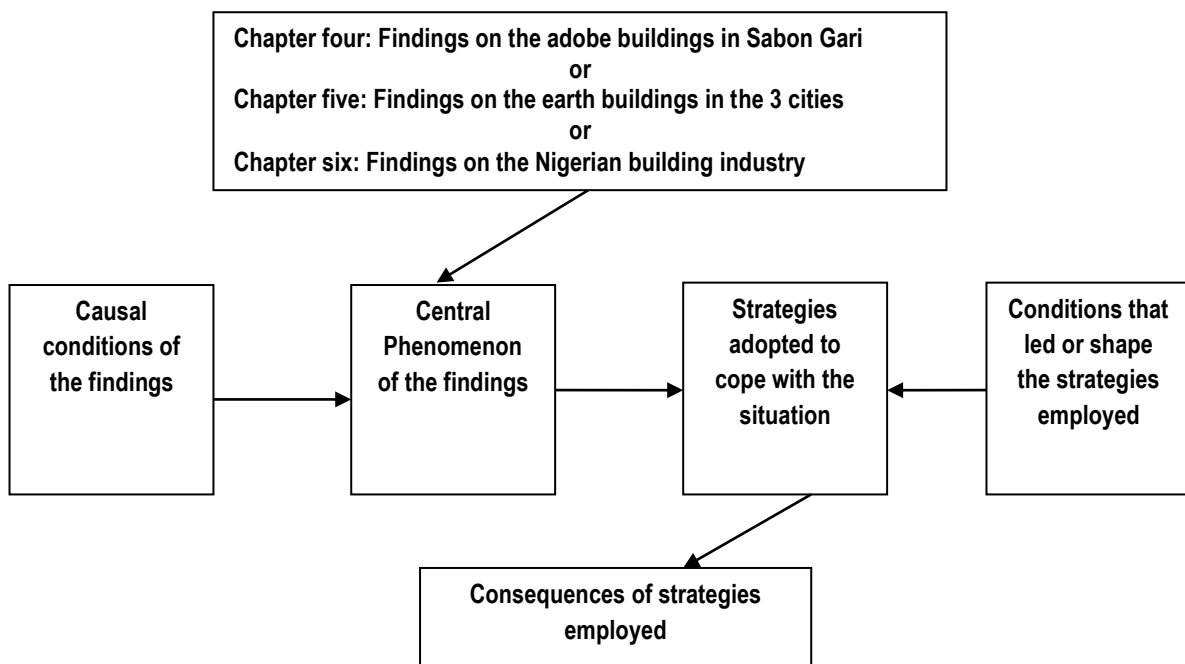 Chapter four: Findings on the adobe buildings in Sabon Gari
or
Chapter five: Findings on the earth buildings in the 3 cities
or
Chapter six: Findings on the Nigerian building industry
Causal
conditions of
the findings
Central
Phenomenon
of the findings
Strategies
adopted to
cope with the
situation
Conditions that
led or shape
the strategies
employed
Consequences of strategies
employed